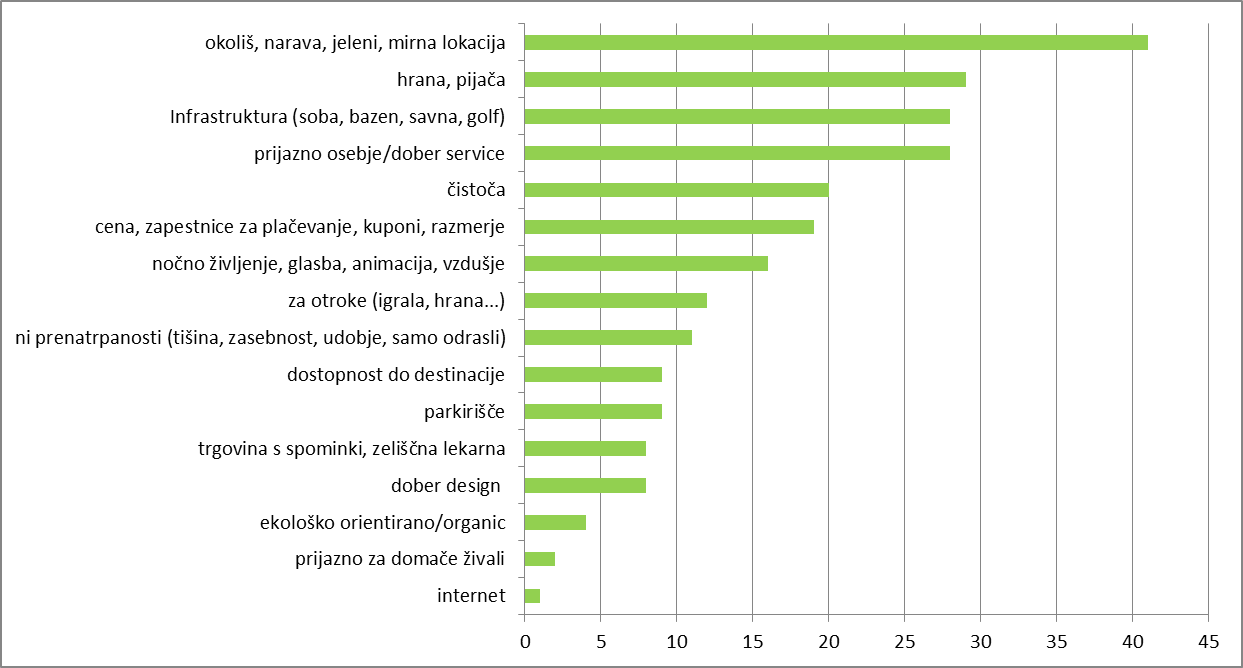 okoliš, narava, jeleni, mirna lokacija
hrana, pijača
Infrastruktura (soba, bazen, savna, golf)
prijazno osebje/dober service
čistoča
cena, zapestnice za plačevanje, kuponi, razmerje
nočno življenje, glasba, animacija, vzdušje
za otroke (igrala, hrana...)
ni prenatrpanosti (tišina, zasebnost, udobje, samo odrasli)
dostopnost do destinacije
parkirišče
trgovina s spominki, zeliščna lekarna
dober design
ekološko orientirano/organic
prijazno za domače živali
internet
0 5 10 15 20 25 30 35 40 45